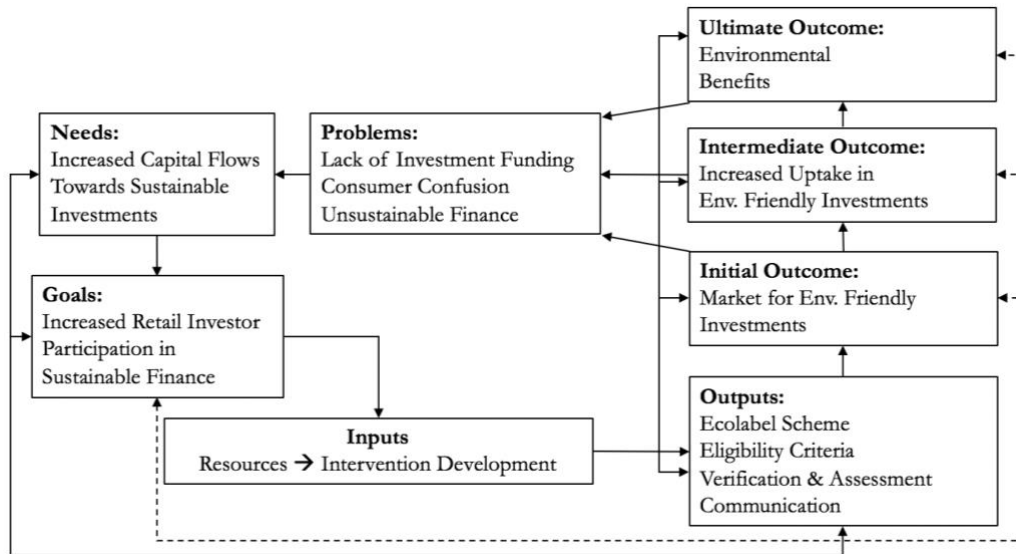 Ultimate Outcome:
Environmental
Benefits
Needs:
Increased Capital Flows
Towards Sustainable
Investments
Problems:
Lack of Investment Funding
Consumer Confusion
Unsustainable Finance
Intermediate Outcome:
Increased Uptake in
Env. Friendly Investments
Goals:
Increased Retail Investor
Participation in
Sustainable Finance
Initial Outcome:
Market for Env. Friendly
Investments
Inputs
Resources → Intervention Development
Outputs:
Ecolabel Scheme
Eligibility Criteria
Verification & Assessment
Communication